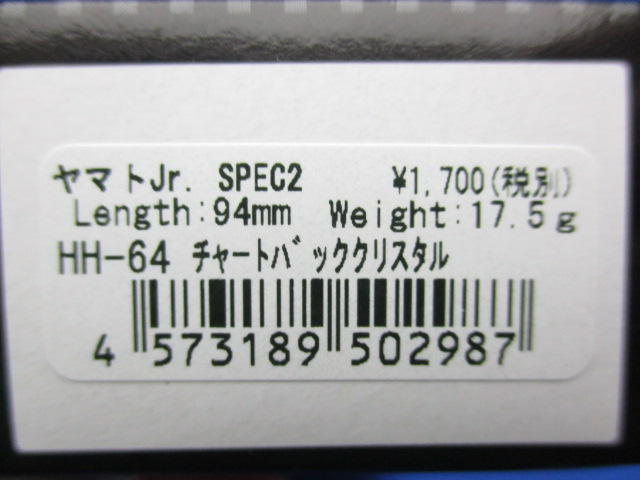 ヤマトJr. SPEC2 ¥1,700(税別)
Length:94mm Weight:17.5g
HH-64 ﾁｬｰﾄﾊﾞｯｸｸﾘｽﾀﾙ
4 573189 502987